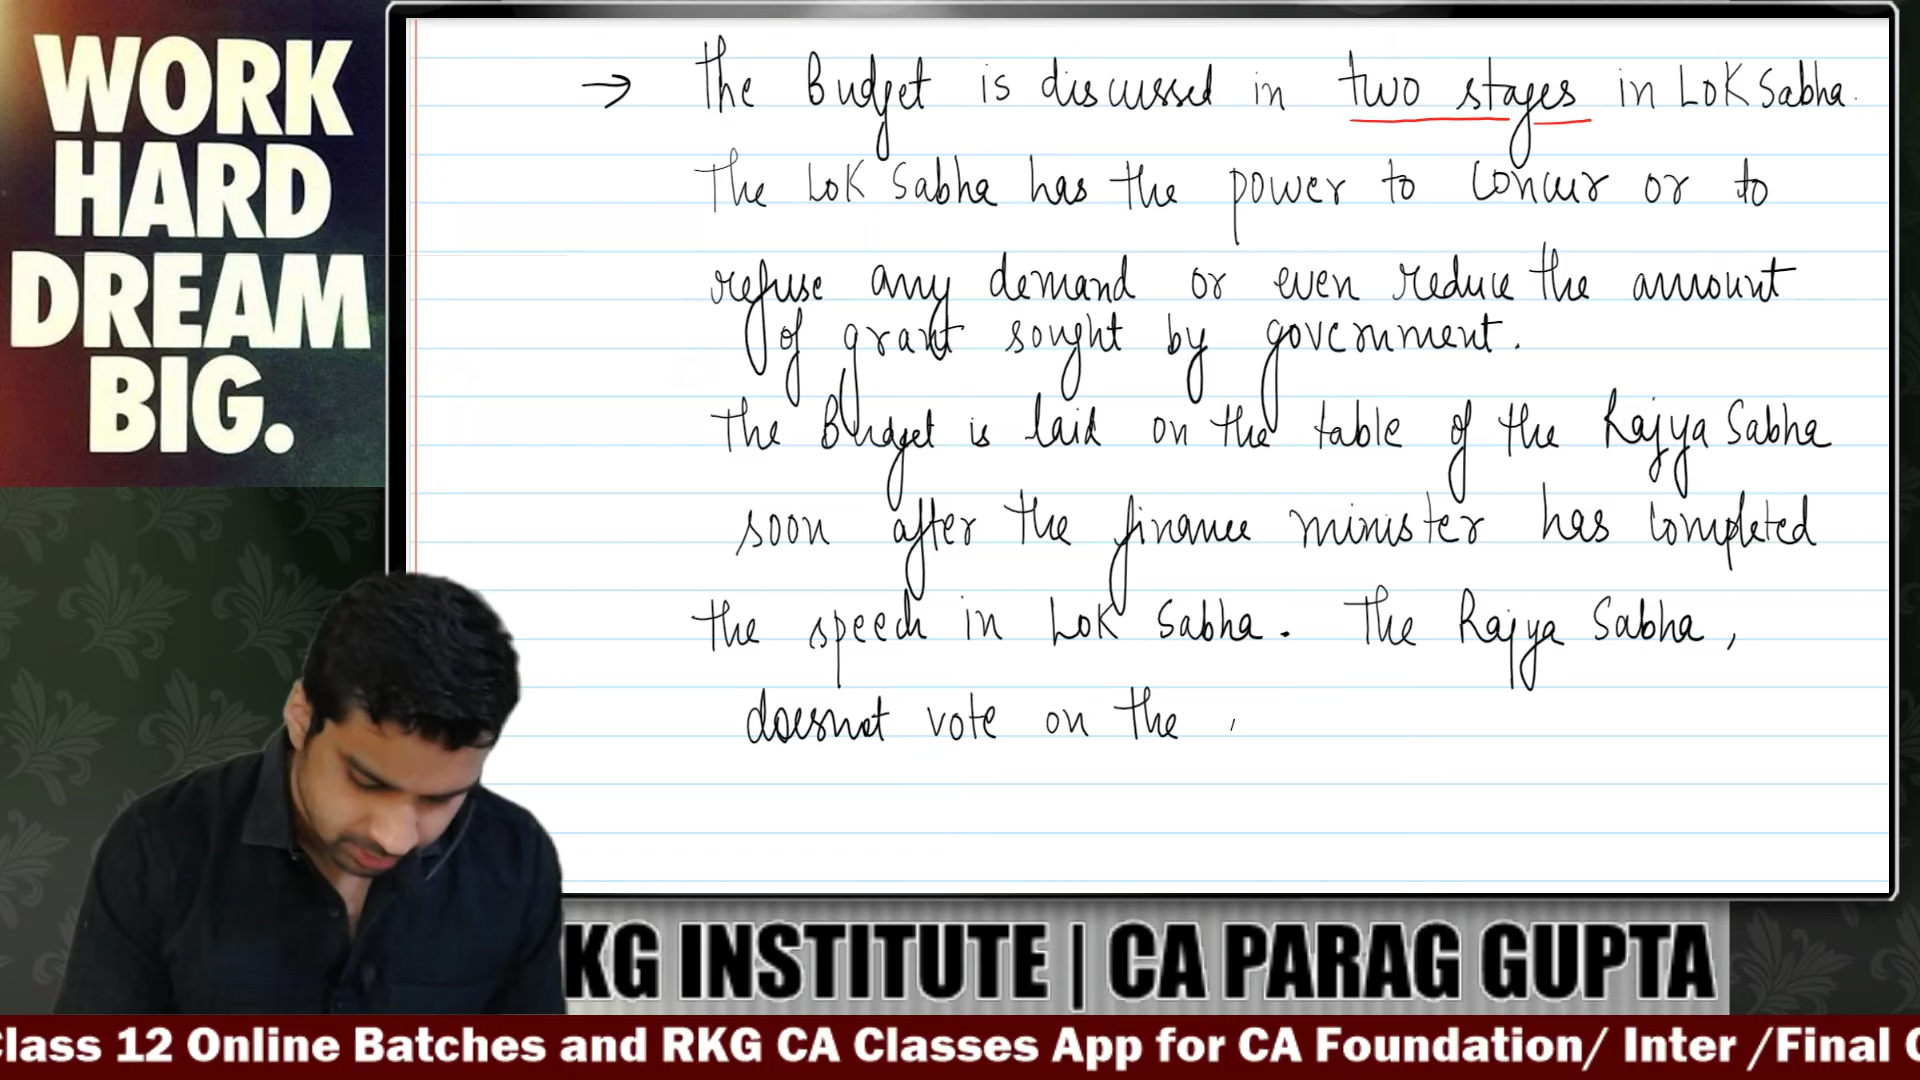 WORK
HARD
DREAM
BIG.
→ The Budget is discussed in two stages in Lok Sabha.
The Lok Sabha has the power to concur or to
refuse any demand or even reduce the amount
of grant sought by government.
The Budget is laid on the table of the Rajya Sabha
soon after the finance minister has completed
the speech in Lok Sabha. The Rajya Sabha,
doesnot vote on the
KG INSTITUTE | CA PARAG GUPTA
Class 12 Online Batches and RKG CA Classes App for CA Foundation/ Inter /Final C